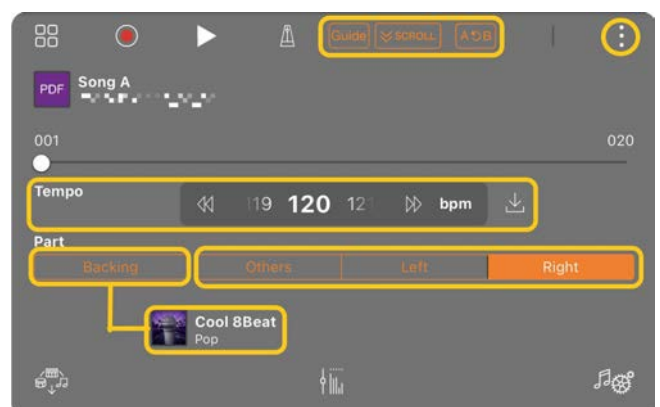 Guide SCROLL A B
PDF Song A
001 020
Tempo
119 120 121 bpm
Part
Backing Others Left Right
Cool 8Beat
Pop